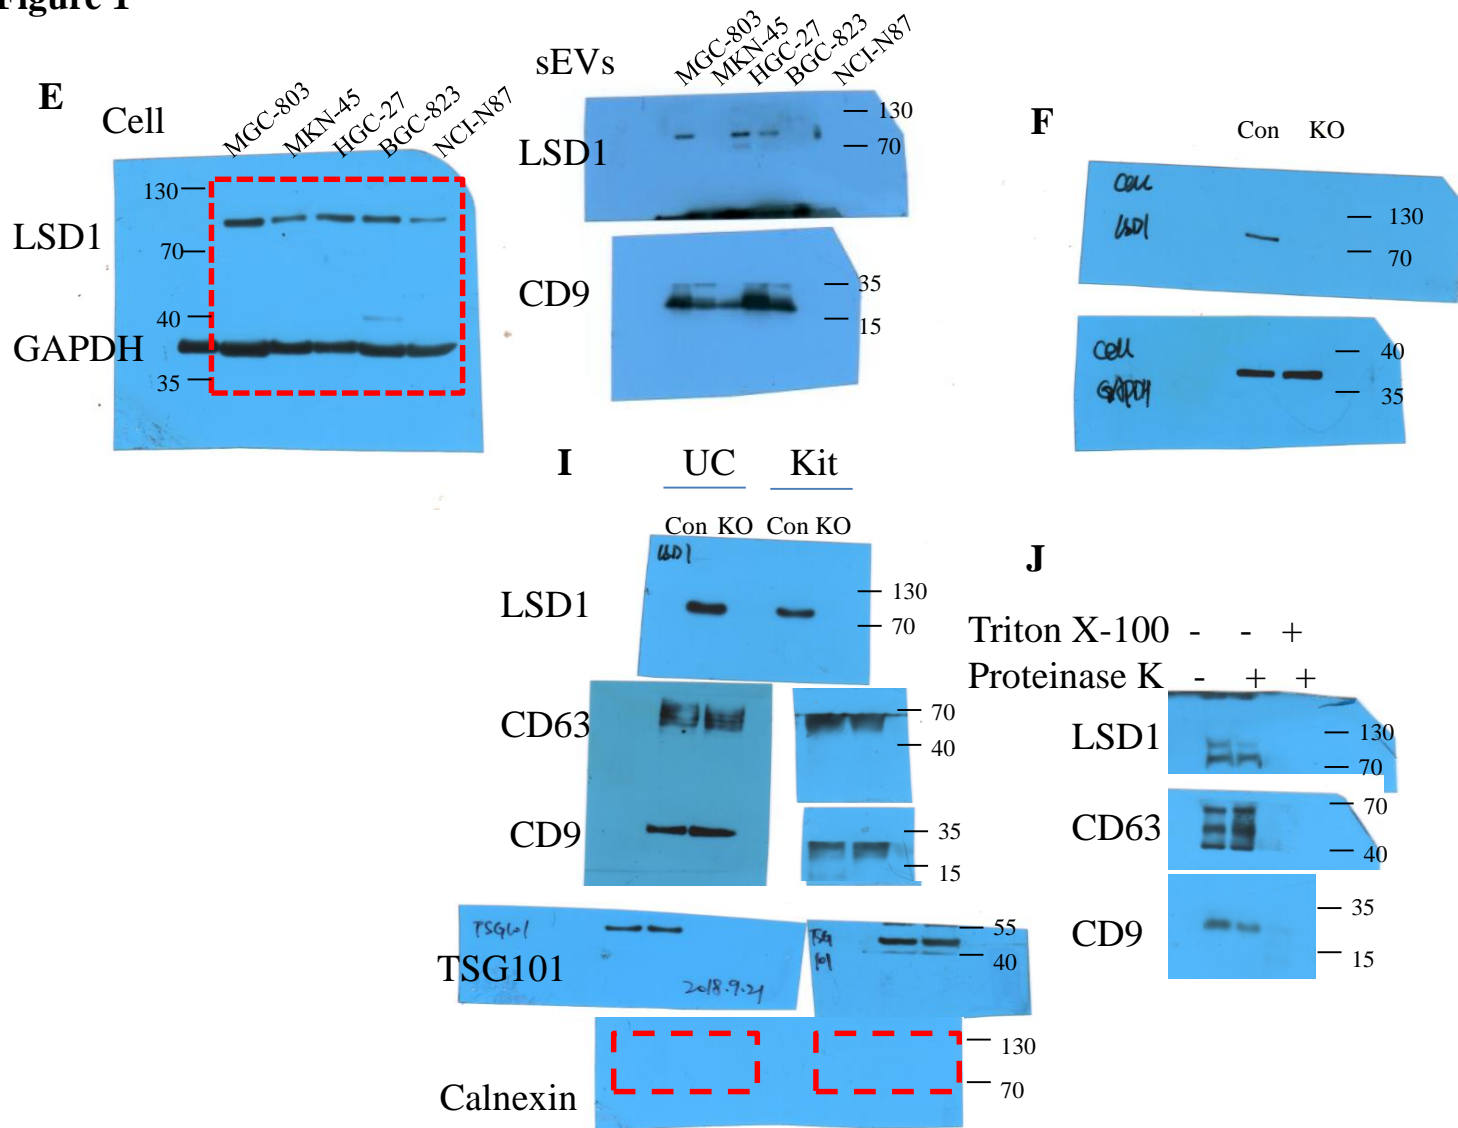 Figure 1
E
Cell
MGC-803
MKN-45
HGC-27
BGC-823
NCI-N87
130
LSD1
70
40
GAPDH
35
sEVs
MGC-803
MKN-45
HGC-27
BGC-823
NCI-N87
LSD1
130
70
CD9
35
15
F
Con KO
Cell
LSD1
130
70
Cell
GAPDH
40
35
I
UC Kit
Con KO Con KO
LSD1
LSD1
130
70
CD63
70
40
CD9
35
15
TSG101
TSG101
2018.9.21
TSG
101
55
40
Calnexin
130
70
J
Triton X-100 - - +
Proteinase K - + +
LSD1
130
70
CD63
70
40
CD9
35
15